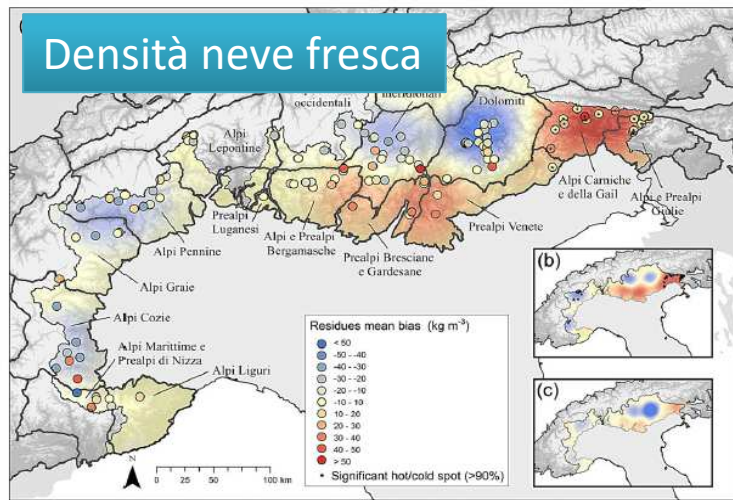 Densità neve fresca
occidentali
meridionali
Dolomiti
Alpi
Lepontine
Alpi Carniche
e della Gail
Alpi e Prealpi
Giulie
Prealpi
Luganesi
Prealpi Venete
Alpi Pennine
Alpi e Prealpi
Bergamasche
Prealpi Bresciane
e Gardesane
Alpi Graie
(b)
Alpi Cozie
Alpi Marittime e
Prealpi di Nizza
Alpi Liguri
Residues mean bias (kg m⁻³)
< 50
-50 - -40
-40 - -30
-30 - -20
-20 - -10
-10 - 10
10 - 20
20 - 30
30 - 40
40 - 50
> 50
* Significant hot/cold spot (>90%)
(c)
N
0 25 50 100 km